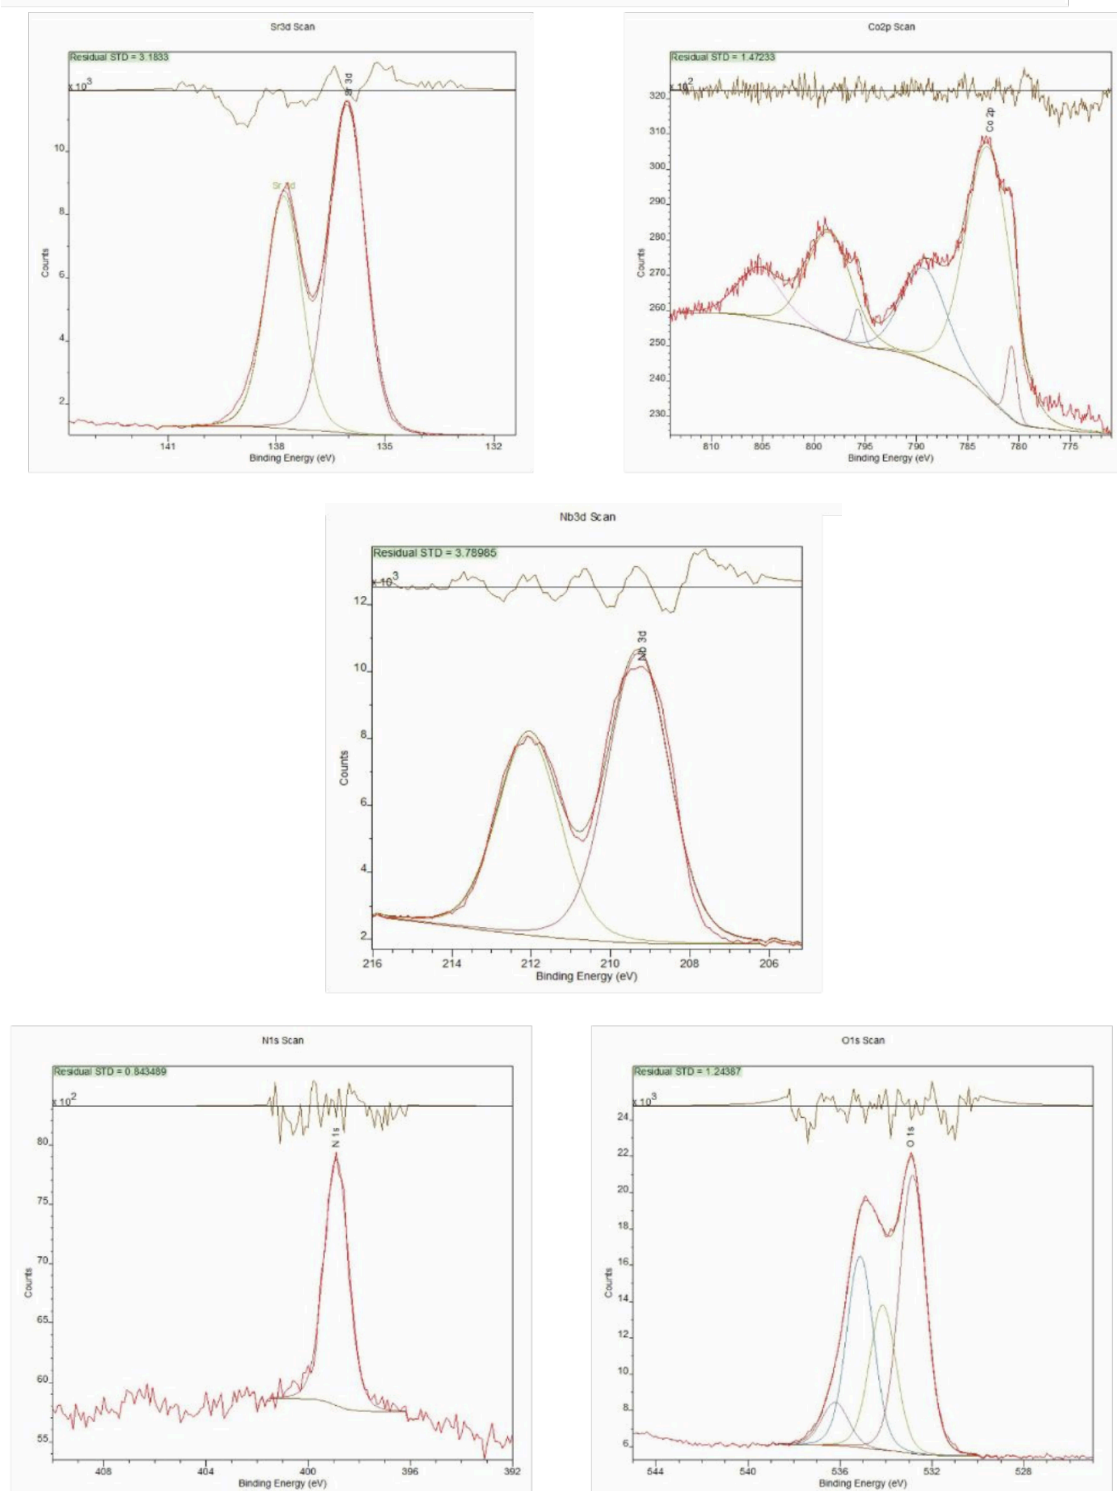 Sr3d Scan
Residual STD = 3.1833
x 10³
Sr 3d
Sr 3d
10
8
6
4
2
Counts
141 138 135 132
Binding Energy (eV)
Co2p Scan
Residual STD = 1.47233
x 10²
Co 2p
320
310
300
290
280
270
260
250
240
230
Counts
810 805 800 795 790 785 780 775
Binding Energy (eV)
Nb3d Scan
Residual STD = 3.78985
x 10³
Nb 3d
12
10
8
6
4
2
Counts
216 214 212 210 208 206
Binding Energy (eV)
N1s Scan
Residual STD = 0.843489
x 10²
N 1s
80
75
70
65
60
55
Counts
408 404 400 396 392
Binding Energy (eV)
O1s Scan
Residual STD = 1.24387
x 10³
O 1s
24
22
20
18
16
14
12
10
8
6
Counts
544 540 536 532 528
Binding Energy (eV)